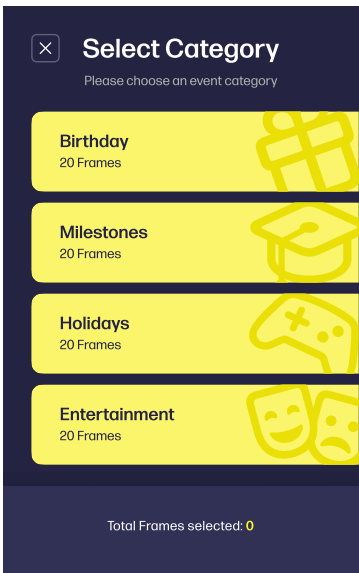 Select Category
Please choose an event category
Birthday
20 Frames
Milestones
20 Frames
Holidays
20 Frames
Entertainment
20 Frames
Total Frames selected: 0